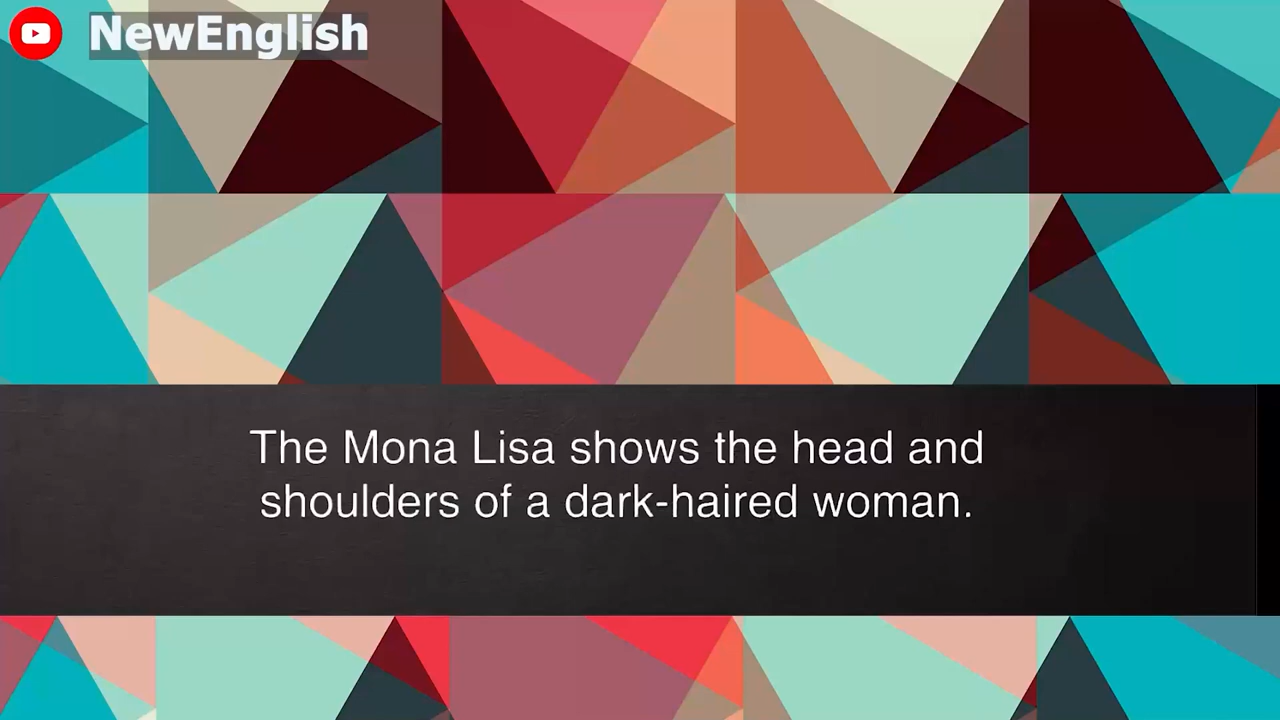 NewEnglish
The Mona Lisa shows the head and
shoulders of a dark-haired woman.